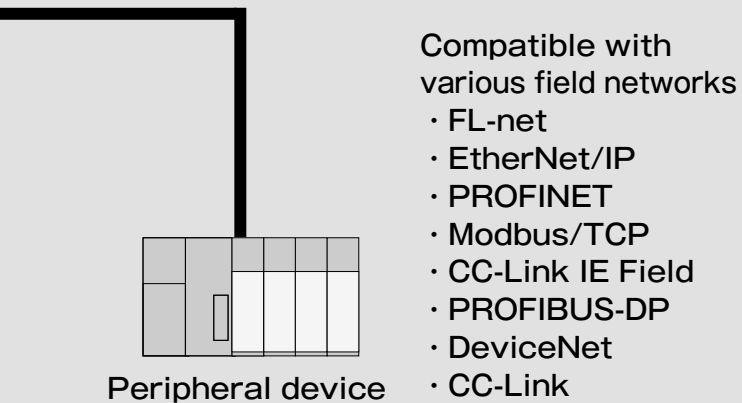 Compatible with
various field networks
・FL-net
・EtherNet/IP
・PROFINET
・Modbus/TCP
・CC-Link IE Field
・PROFIBUS-DP
・DeviceNet
・CC-Link
Peripheral device